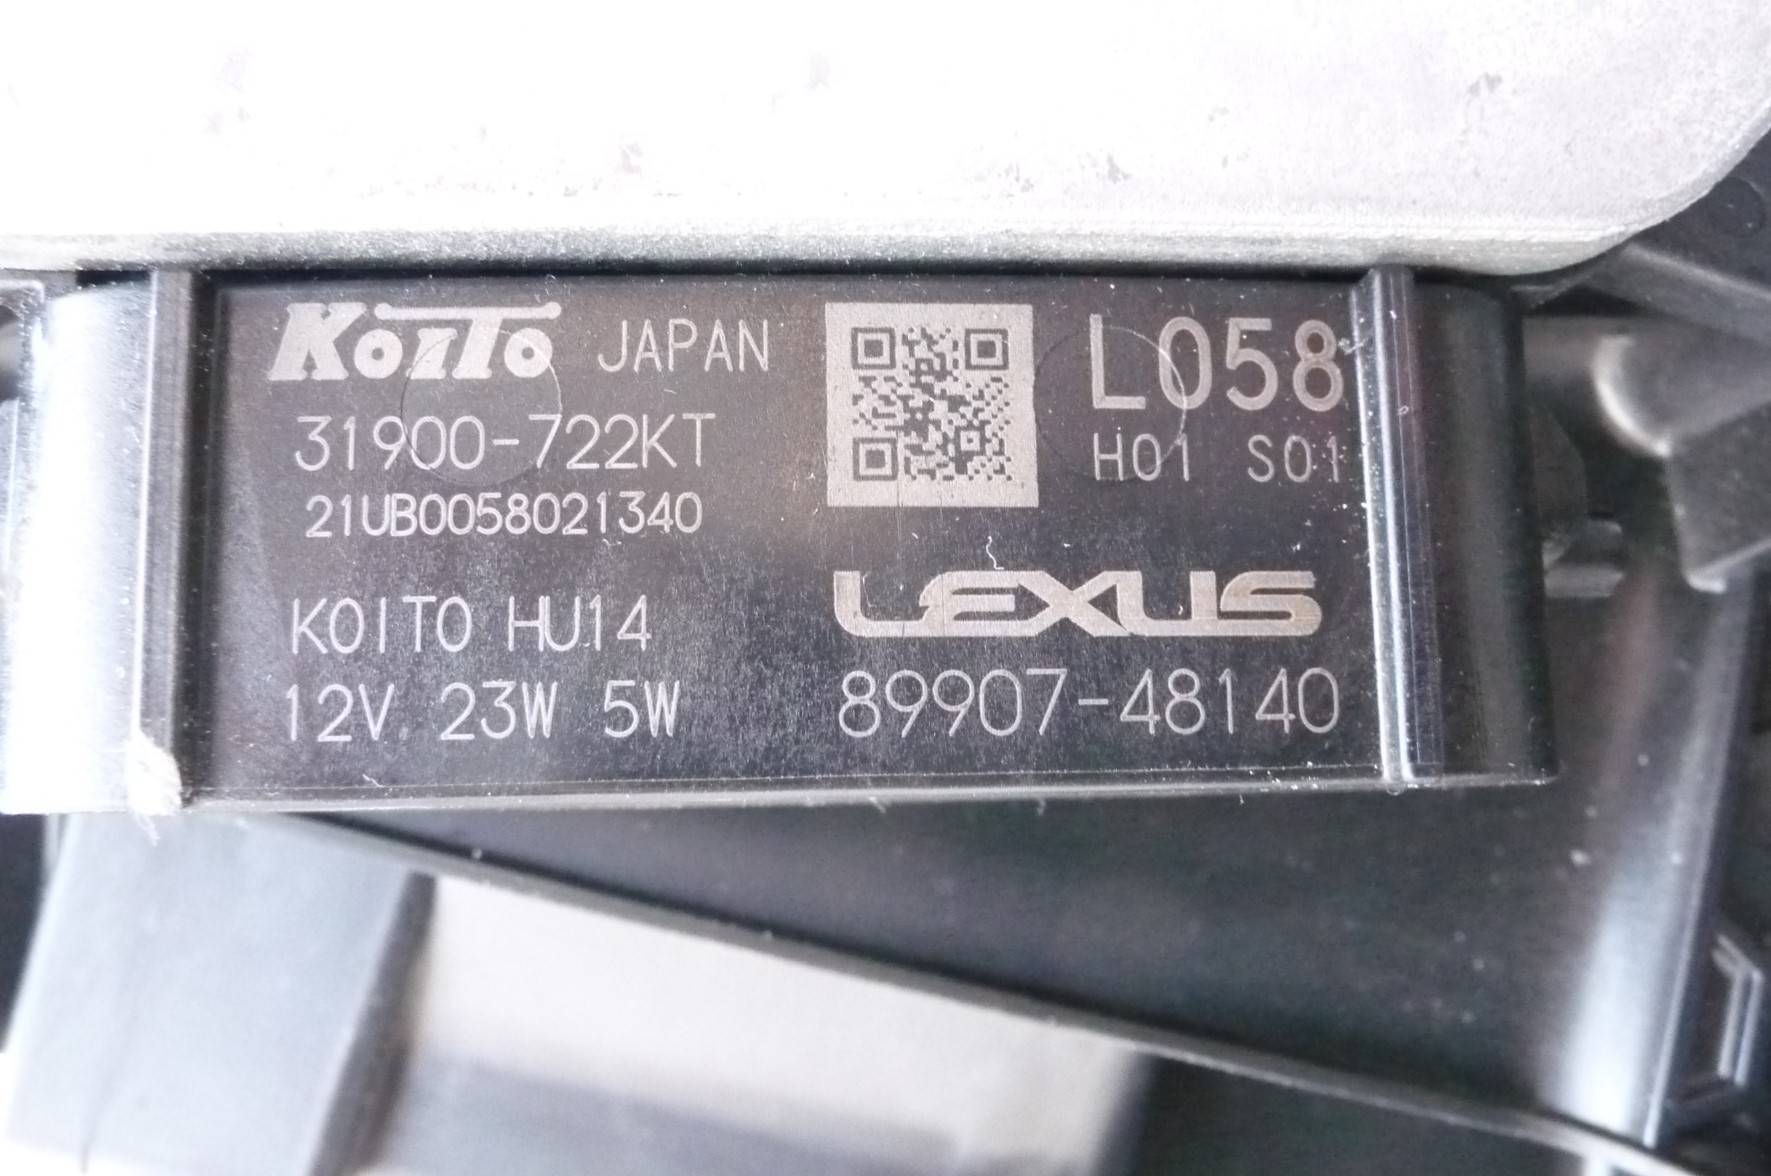 KOITO JAPAN
31900-722KT
21UB0058021340
KOITO HU14
12V 23W 5W
L058
H01 S01
LEXUS
89907-48140